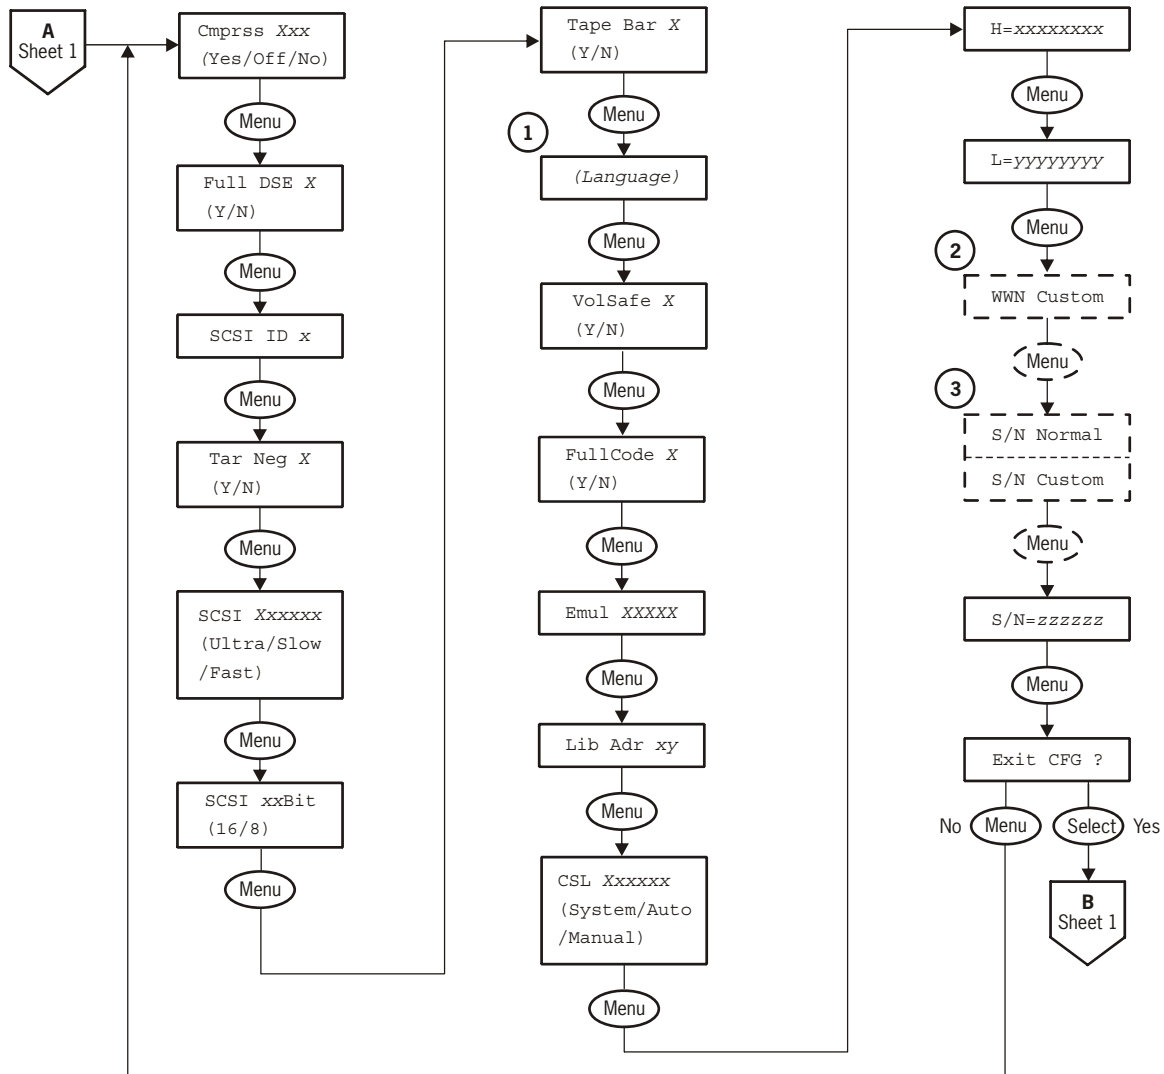 A
Sheet 1
Cmprss Xxx
(Yes/Off/No)
Menu
Full DSE X
(Y/N)
Menu
SCSI ID x
Menu
Tar Neg X
(Y/N)
Menu
SCSI Xxxxxx
(Ultra/Slow
/Fast)
Menu
SCSI xxBit
(16/8)
Menu
Tape Bar X
(Y/N)
Menu
1
(Language)
Menu
VolSafe X
(Y/N)
Menu
FullCode X
(Y/N)
Menu
Emul XXXXX
Menu
Lib Adr xy
Menu
CSL Xxxxxx
(System/Auto
/Manual)
Menu
H=xxxxxxxx
Menu
L=yyyyyyyy
Menu
2
WWN Custom
Menu
3
S/N Normal
S/N Custom
Menu
S/N=zzzzzz
Menu
Exit CFG ?
No Menu Select Yes
B
Sheet 1